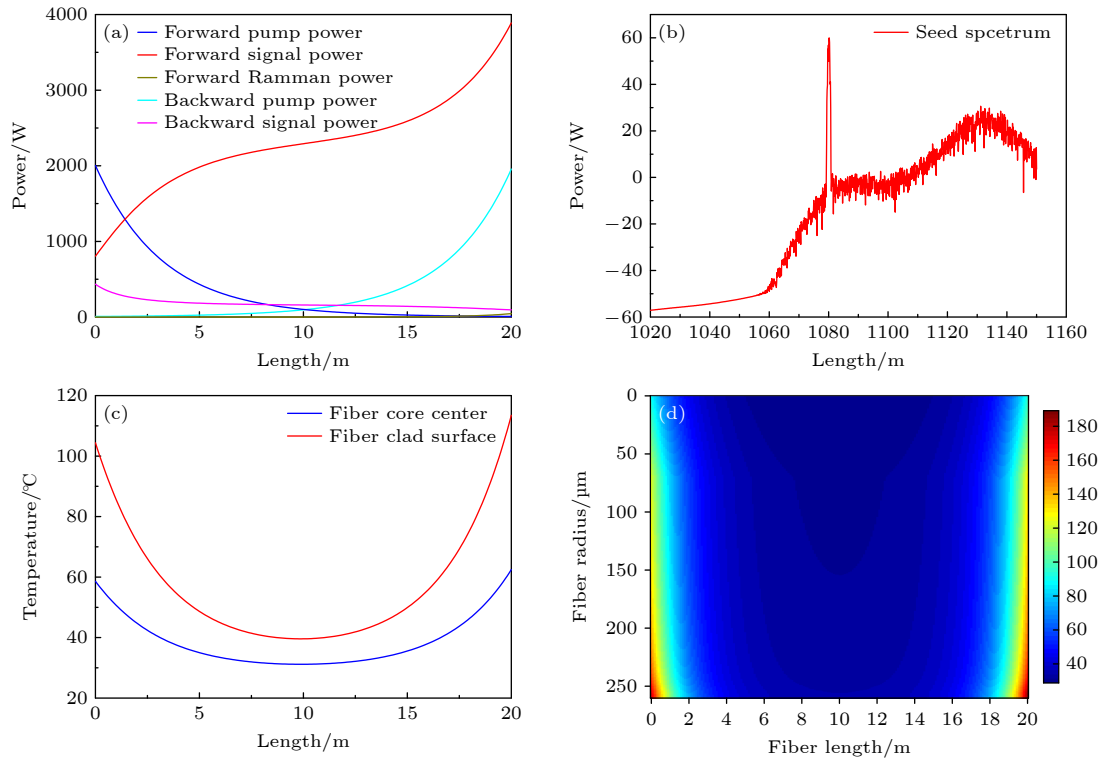 (a)
Forward pump power
Forward signal power
Forward Ramman power
Backward pump power
Backward signal power
4000
3000
2000
1000
0
Power/W
0 5 10 15 20
Length/m
(b)
Seed spcetrum
60
40
20
0
−20
−40
−60
Power/W
1020 1040 1060 1080 1100 1120 1140 1160
Length/m
(c)
Fiber core center
Fiber clad surface
120
100
80
60
40
20
Temperature/℃
0 5 10 15 20
Length/m
(d)
0
50
100
150
200
250
Fiber radius/µm
0 2 4 6 8 10 12 14 16 18 20
Fiber length/m
180
160
140
120
100
80
60
40